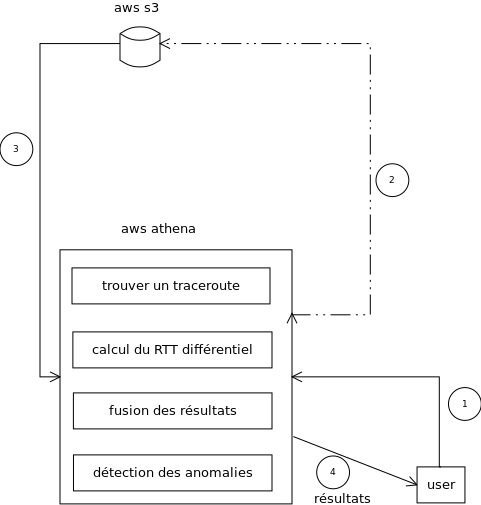 aws s3
3
2
aws athena
trouver un traceroute
calcul du RTT différentiel
fusion des résultats
1
détection des anomalies
4
user
résultats